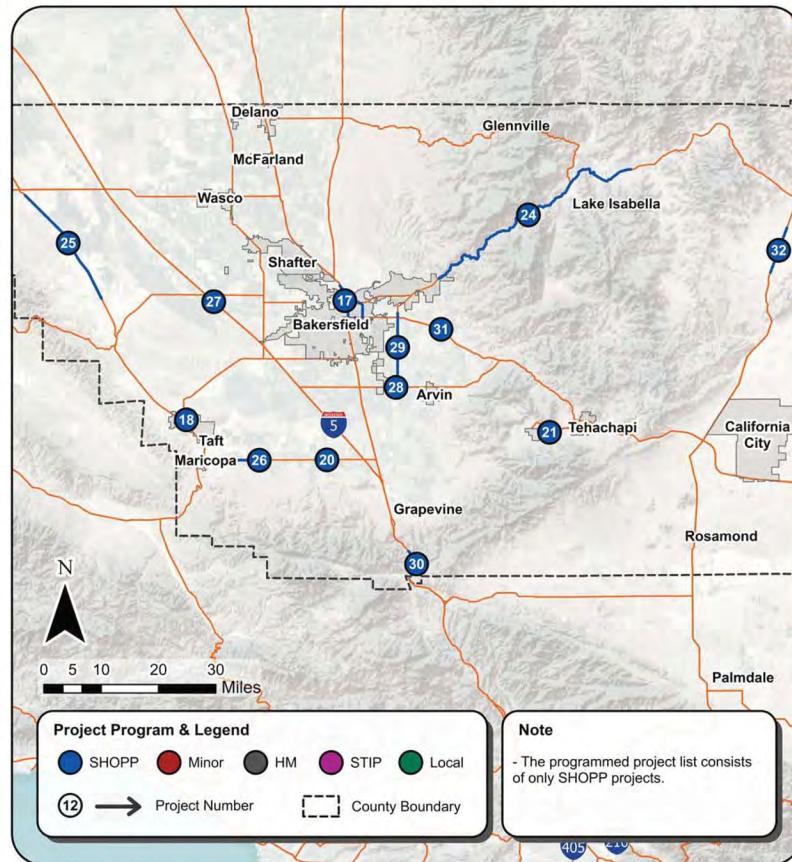 Delano
Glennville
McFarland
Wasco
Lake Isabella
24
25
32
Shafter
27
17
Bakersfield
31
29
28
Arvin
18
INTERSTATE
5
21
Tehachapi
California
City
Taft
Maricopa
26
20
Grapevine
Rosamond
30
N
0 5 10 20 30
Miles
Palmdale
Project Program & Legend
SHOPP
Minor
HM
STIP
Local
12
Project Number
County Boundary
Note
- The programmed project list consists
of only SHOPP projects.
405
210